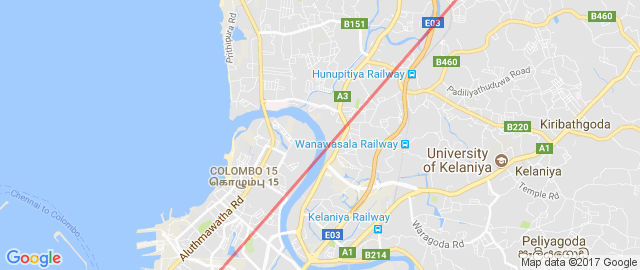 B460
E03
B151
Prithipura Rd
B460
Hunupitiya Railway
Padiliyathuduwa Road
A3
B220
Kiribathgoda
Wanawasala Railway
A1
University
of Kelaniya
Kelaniya
COLOMBO 15
கொழும்பு 15
Temple Rd
Chennai to Colombo
Aluthmawatha Rd
Kelaniya Railway
E03
Waragoda Rd
Peliyagoda
A1
B214
Google
Map data ©2017 Google